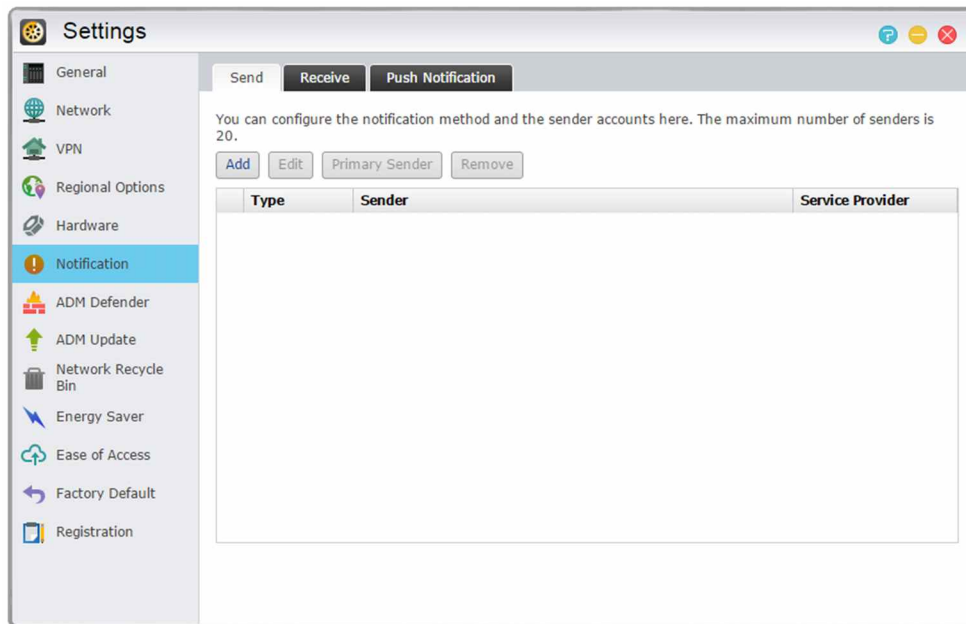 Settings
General
Network
VPN
Regional Options
Hardware
Notification
ADM Defender
ADM Update
Network Recycle
Bin
Energy Saver
Ease of Access
Factory Default
Registration
Send Receive Push Notification
You can configure the notification method and the sender accounts here. The maximum number of senders is
20.
Add Edit Primary Sender Remove
Type Sender Service Provider